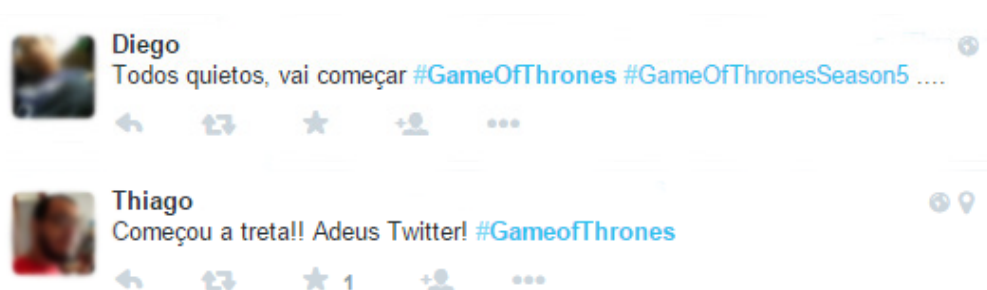 Diego
Todos quietos, vai começar #GameOfThrones #GameOfThronesSeason5 ....
Thiago
Começou a treta!! Adeus Twitter! #GameofThrones
1